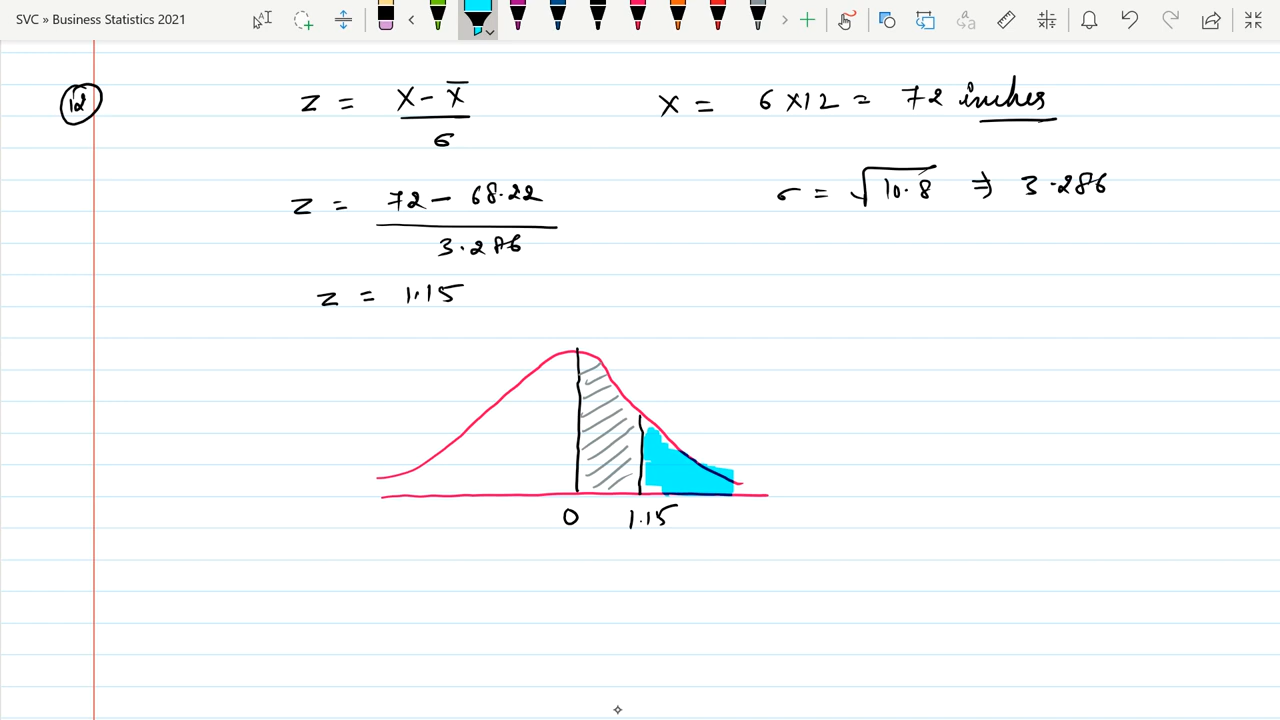 SVC » Business Statistics 2021
12
z = (x - x̄) / σ
x = 6 x 12 = 72 inches
σ = √10.8 ⇒ 3.286
z = (72 - 68.22) / 3.286
z = 1.15
0 1.15